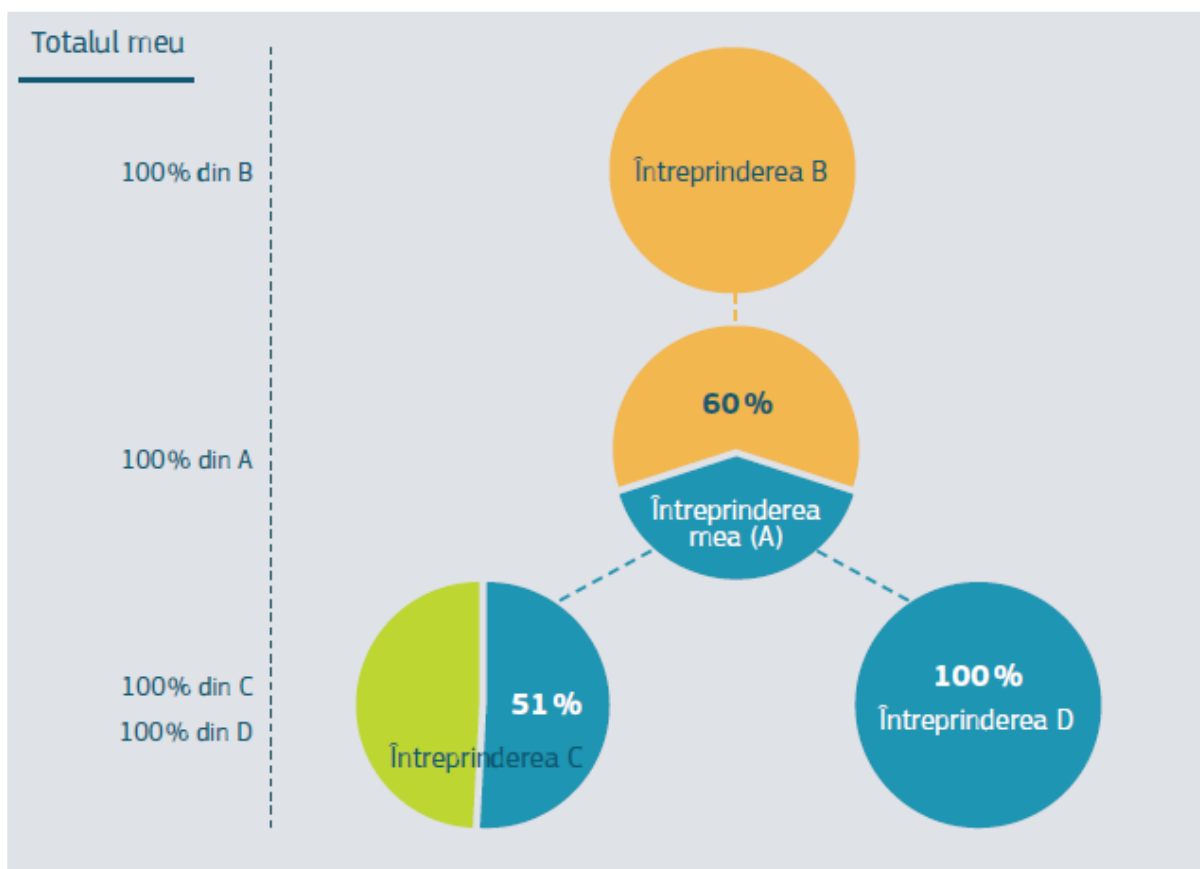 Totalul meu
100% din B
Întreprinderea B
60%
100% din A
Întreprinderea
mea (A)
100% din C
100% din D
51%
Întreprinderea C
100%
Întreprinderea D